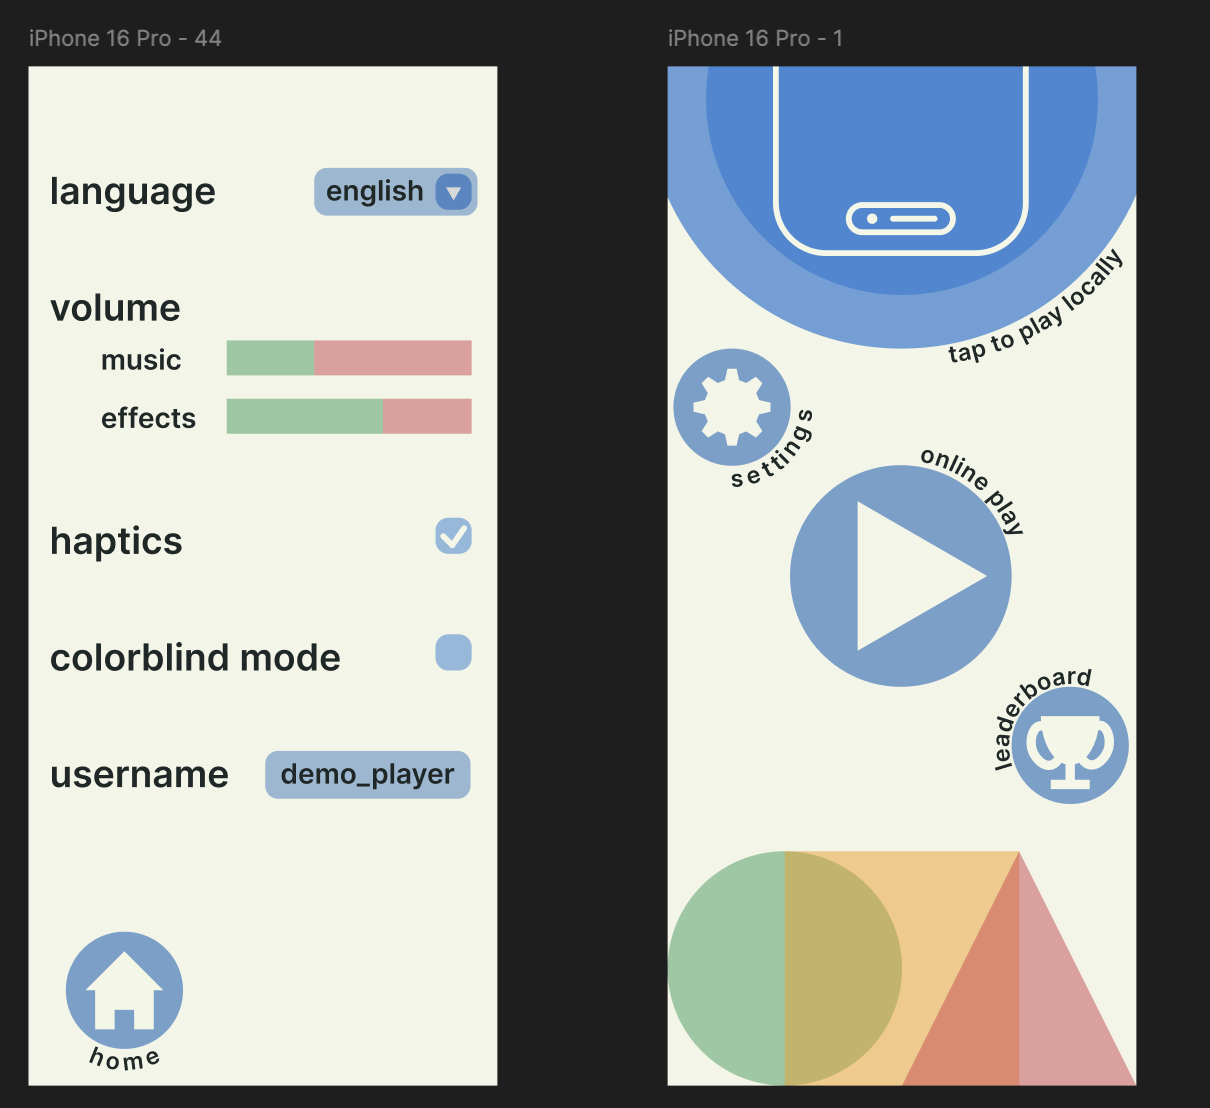 iPhone 16 Pro - 44
language
english
volume
music
effects
haptics
colorblind mode
username
demo_player
home
iPhone 16 Pro - 1
tap to play locally
settings
online play
leaderboard